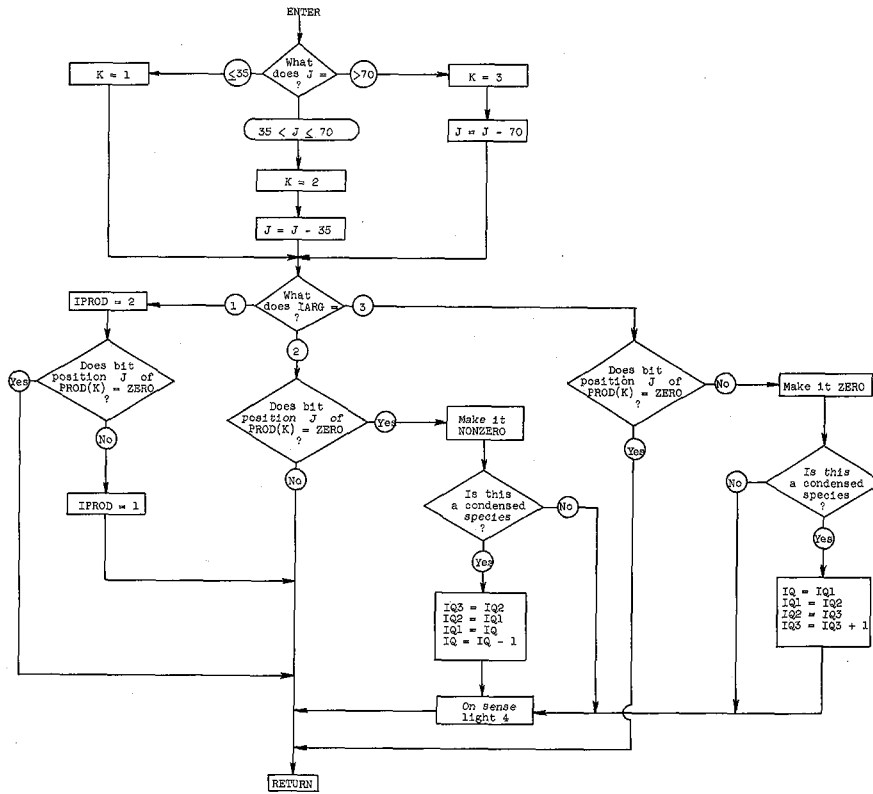 ENTER
What
does J =
?
≤35
>70
K = 1
K = 3
35 < J ≤ 70
J = J - 70
K = 2
J = J - 35
What
does IARG =
?
1
3
2
IPROD = 2
Does bit
position J of
PROD(K) = ZERO
?
Yes
No
IPROD = 1
Does bit
position J of
PROD(K) = ZERO
?
Yes
No
Make it
NONZERO
Is this
a condensed
species
?
No
Yes
IQ3 = IQ2
IQ2 = IQ1
IQ1 = IQ
IQ = IQ - 1
On sense
light 4
Does bit
position J of
PROD(K) = ZERO
?
No
Yes
Make it ZERO
Is this
a condensed
species
?
No
Yes
IQ = IQ1
IQ1 = IQ2
IQ2 = IQ3
IQ3 = IQ3 + 1
RETURN